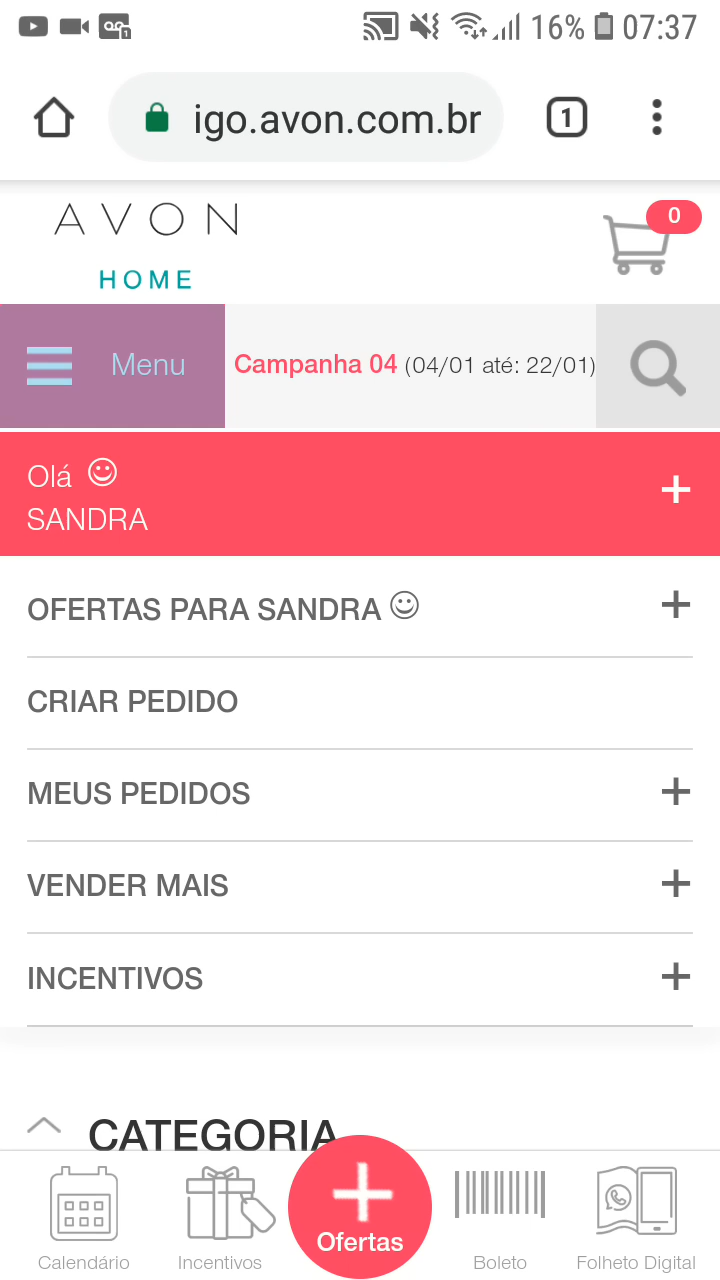 16% 07:37
igo.avon.com.br
1
AVON
HOME
0
Menu
Campanha 04 (04/01 até: 22/01)
Olá
SANDRA
OFERTAS PARA SANDRA
CRIAR PEDIDO
MEUS PEDIDOS
VENDER MAIS
INCENTIVOS
CATEGORIA
Ofertas
Calendário
Incentivos
Boleto
Folheto Digital